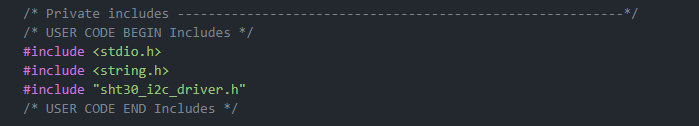 /* Private includes ----------------------------------------------------------*/
/* USER CODE BEGIN Includes */
#include <stdio.h>
#include <string.h>
#include "sht30_i2c_driver.h"
/* USER CODE END Includes */